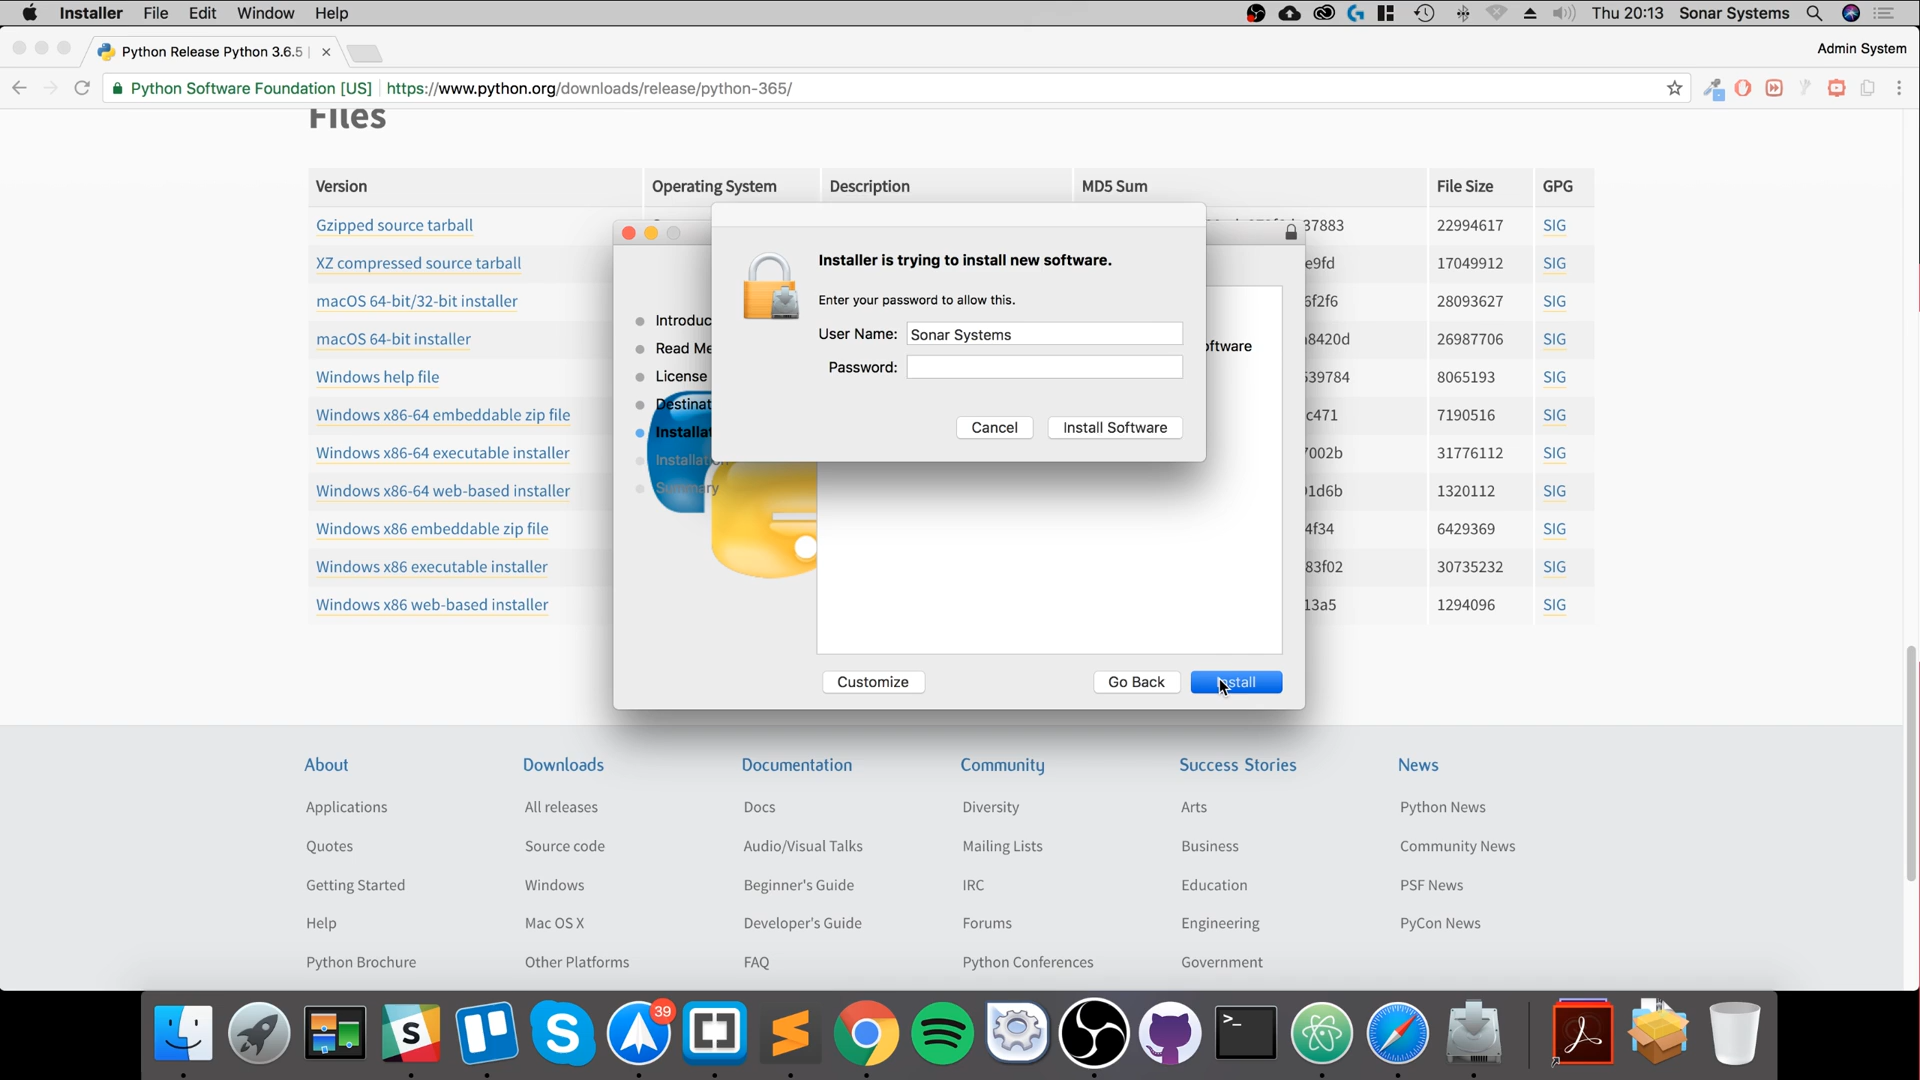 Installer File Edit Window Help Thu 20:13 Sonar Systems
Python Release Python 3.6.5 Admin System
Python Software Foundation [US] https://www.python.org/downloads/release/python-365/
Files
Version Operating System Description MD5 Sum File Size GPG
Gzipped source tarball 37883 22994617 SIG
XZ compressed source tarball e9fd 17049912 SIG
macOS 64-bit/32-bit installer 6f2f6 28093627 SIG
macOS 64-bit installer 8420d 26987706 SIG
Windows help file 539784 8065193 SIG
Windows x86-64 embeddable zip file c471 7190516 SIG
Windows x86-64 executable installer 7002b 31776112 SIG
Windows x86-64 web-based installer 1d6b 1320112 SIG
Windows x86 embeddable zip file 4f34 6429369 SIG
Windows x86 executable installer 83f02 30735232 SIG
Windows x86 web-based installer 13a5 1294096 SIG
Installer is trying to install new software.
Enter your password to allow this.
User Name: Sonar Systems
Password:
Cancel Install Software
Introduc
Read Me
License
Destinat
Installat
Installation
Summary
oftware
Customize Go Back Install
About Downloads Documentation Community Success Stories News
Applications All releases Docs Diversity Arts Python News
Quotes Source code Audio/Visual Talks Mailing Lists Business Community News
Getting Started Windows Beginner's Guide IRC Education PSF News
Help Mac OS X Developer's Guide Forums Engineering PyCon News
Python Brochure Other Platforms FAQ Python Conferences Government
39